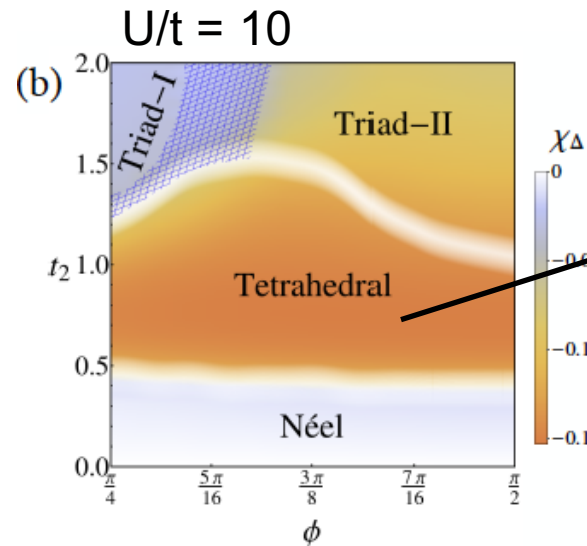 U/t = 10
(b)
2.0
1.5
1.0
0.5
0.0
t₂
Triad-I
Triad-II
Tetrahedral
Néel
π/4
5π/16
3π/8
7π/16
π/2
ϕ
χΔ
0
-0.1
-0.1